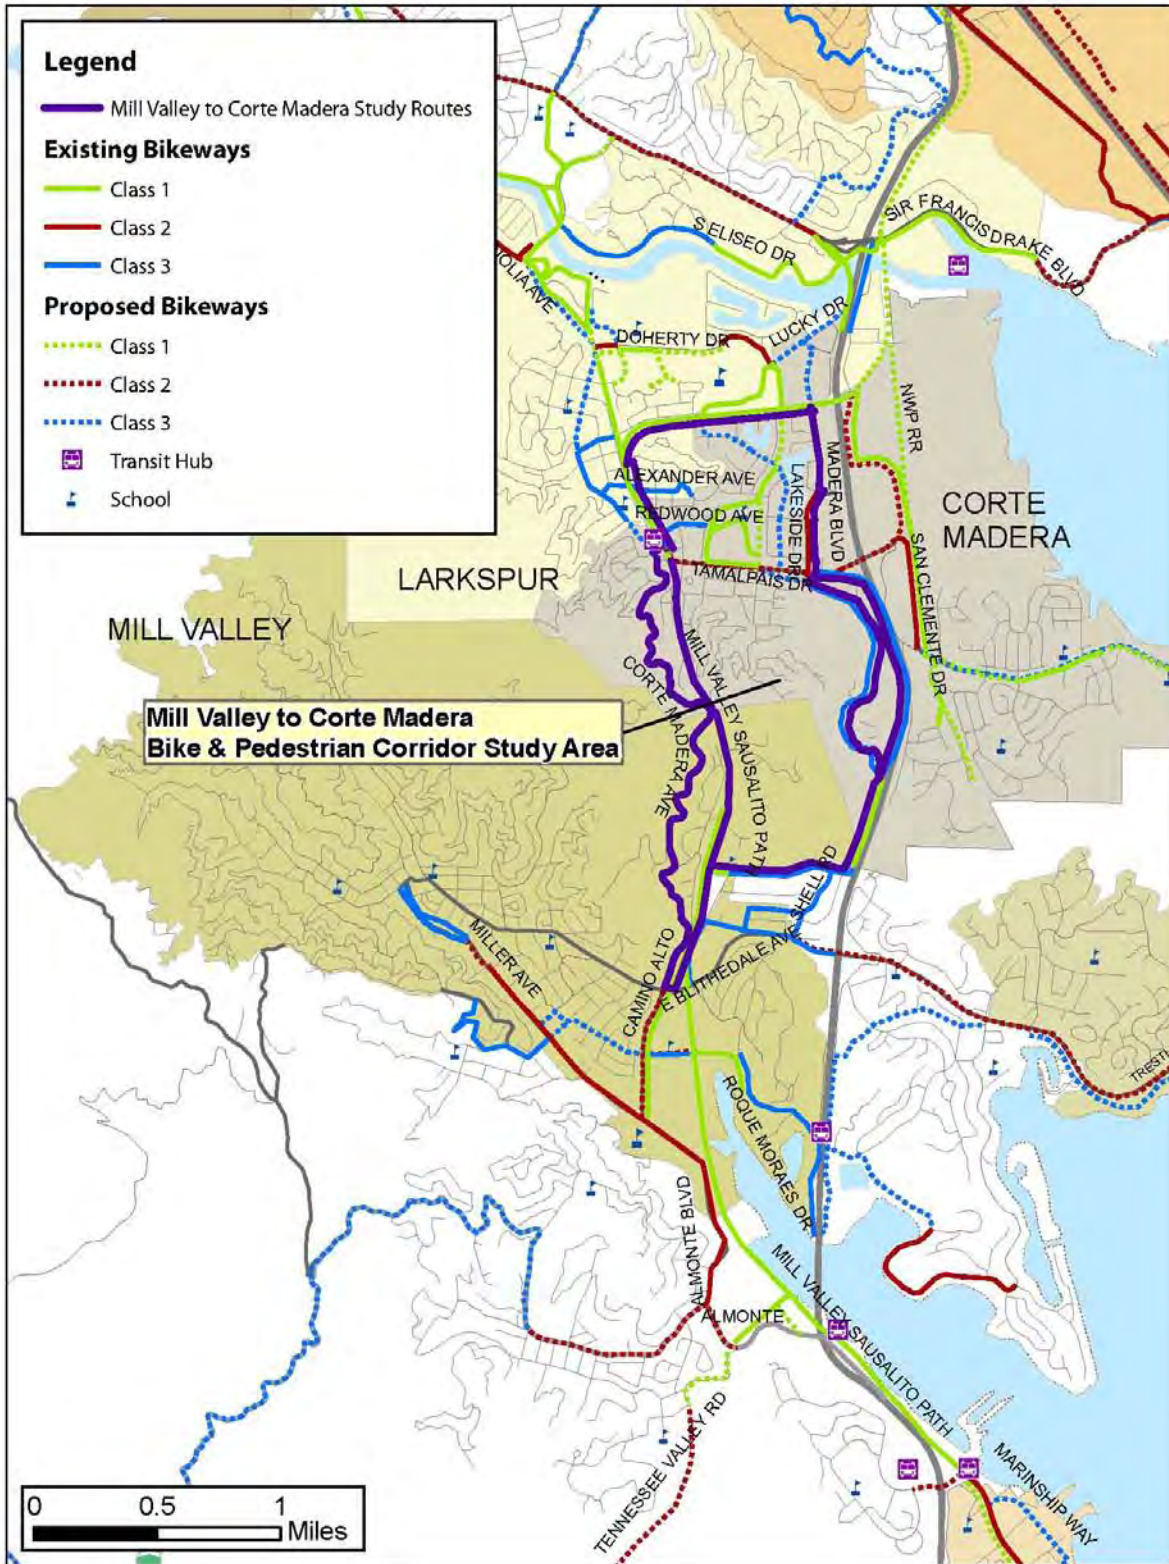 Legend
Mill Valley to Corte Madera Study Routes
Existing Bikeways
Class 1
Class 2
Class 3
Proposed Bikeways
Class 1
Class 2
Class 3
Transit Hub
School
SIR FRANCIS DRAKE BLVD
S ELISEO DR
NOLIA AVE
LUCKY DR
DOHERTY DR
NWP RR
MADERA BLVD
ALEXANDER AVE
LAKESIDE DR
REDWOOD AVE
CORTE
MADERA
SAN CLEMENTE DR
TAMALPAIS DR
LARKSPUR
MILL VALLEY
MILL VALLEY SAUSALITO PATH
CORTE MADERA AVE
Mill Valley to Corte Madera
Bike & Pedestrian Corridor Study Area
SHELL RD
MILLER AVE
CAMINO ALTO
E BLITHEDALE AVE
TRESTL
ROQUE MORAES DR
ALMONTE BLVD
MILL VALLEY SAUSALITO PATH
ALMONTE
TENNESSEE VALLEY RD
MARINSHIP WAY
0 0.5 1
Miles